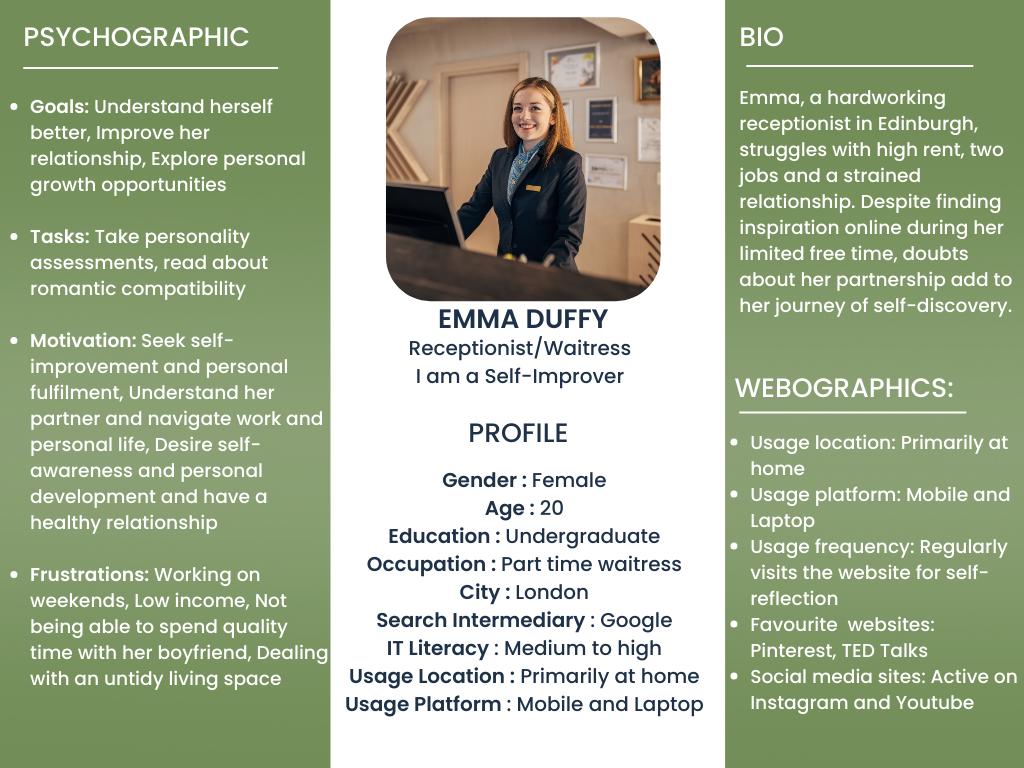 PSYCHOGRAPHIC
• Goals: Understand herself
better, Improve her
relationship, Explore personal
growth opportunities
• Tasks: Take personality
assessments, read about
romantic compatibility
• Motivation: Seek self-
improvement and personal
fulfilment, Understand her
partner and navigate work and
personal life, Desire self-
awareness and personal
development and have a
healthy relationship
• Frustrations: Working on
weekends, Low income, Not
being able to spend quality
time with her boyfriend, Dealing
with an untidy living space
EMMA DUFFY
Receptionist/Waitress
I am a Self-Improver
PROFILE
Gender : Female
Age : 20
Education : Undergraduate
Occupation : Part time waitress
City : London
Search Intermediary : Google
IT Literacy : Medium to high
Usage Location : Primarily at home
Usage Platform : Mobile and Laptop
BIO
Emma, a hardworking
receptionist in Edinburgh,
struggles with high rent, two
jobs and a strained
relationship. Despite finding
inspiration online during her
limited free time, doubts
about her partnership add to
her journey of self-discovery.
WEBOGRAPHICS:
• Usage location: Primarily at
home
• Usage platform: Mobile and
Laptop
• Usage frequency: Regularly
visits the website for self-
reflection
• Favourite  websites:
Pinterest, TED Talks
• Social media sites: Active on
Instagram and Youtube